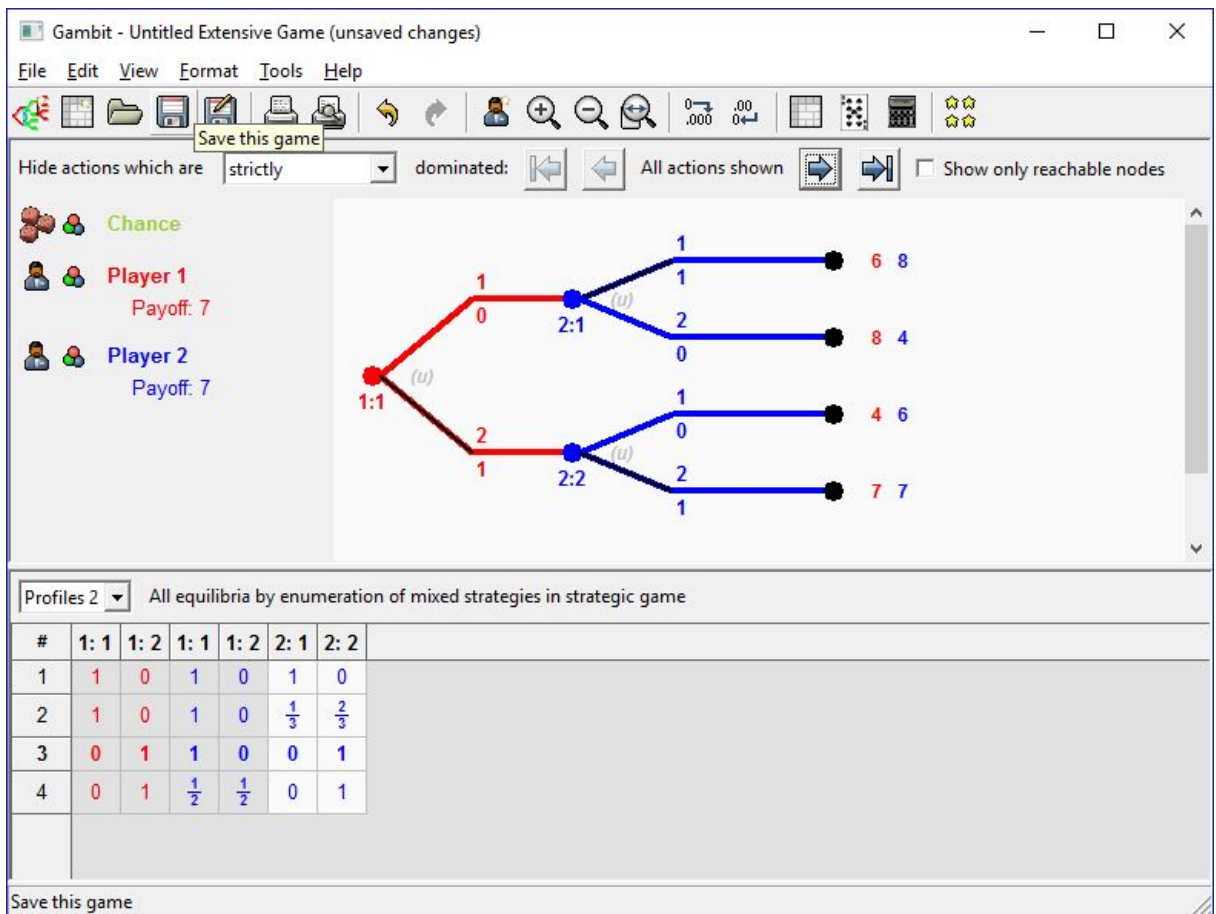 Gambit - Untitled Extensive Game (unsaved changes)
File Edit View Format Tools Help
0 .000 .00 0
Save this game
Hide actions which are strictly dominated: All actions shown Show only reachable nodes
Chance
Player 1
Payoff: 7
Player 2
Payoff: 7
1 1 6 8
1 0 2:1 (u)
2 0 8 4
1:1 (u)
1 0 4 6
2 1 2:2 (u)
2 1 7 7
Profiles 2 All equilibria by enumeration of mixed strategies in strategic game
# 1: 1 1: 2 1: 1 1: 2 2: 1 2: 2
1 1 0 1 0 1 0
2 1 0 1 0 1/3 2/3
3 0 1 1 0 0 1
4 0 1 1/2 1/2 0 1
Save this game